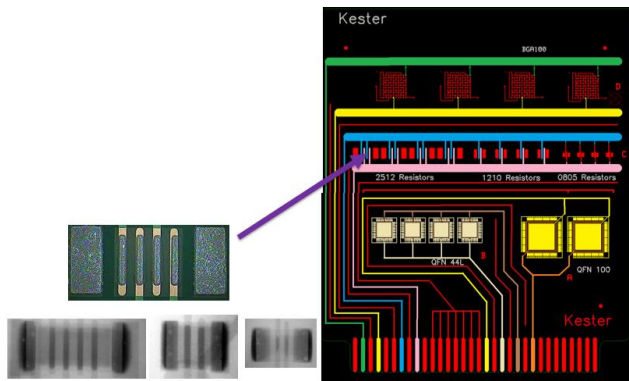 Kester
BGA100
D
C
2512 Resistors
1210 Resistors
0805 Resistors
QFN 44L
B
QFN 100
A
Kester